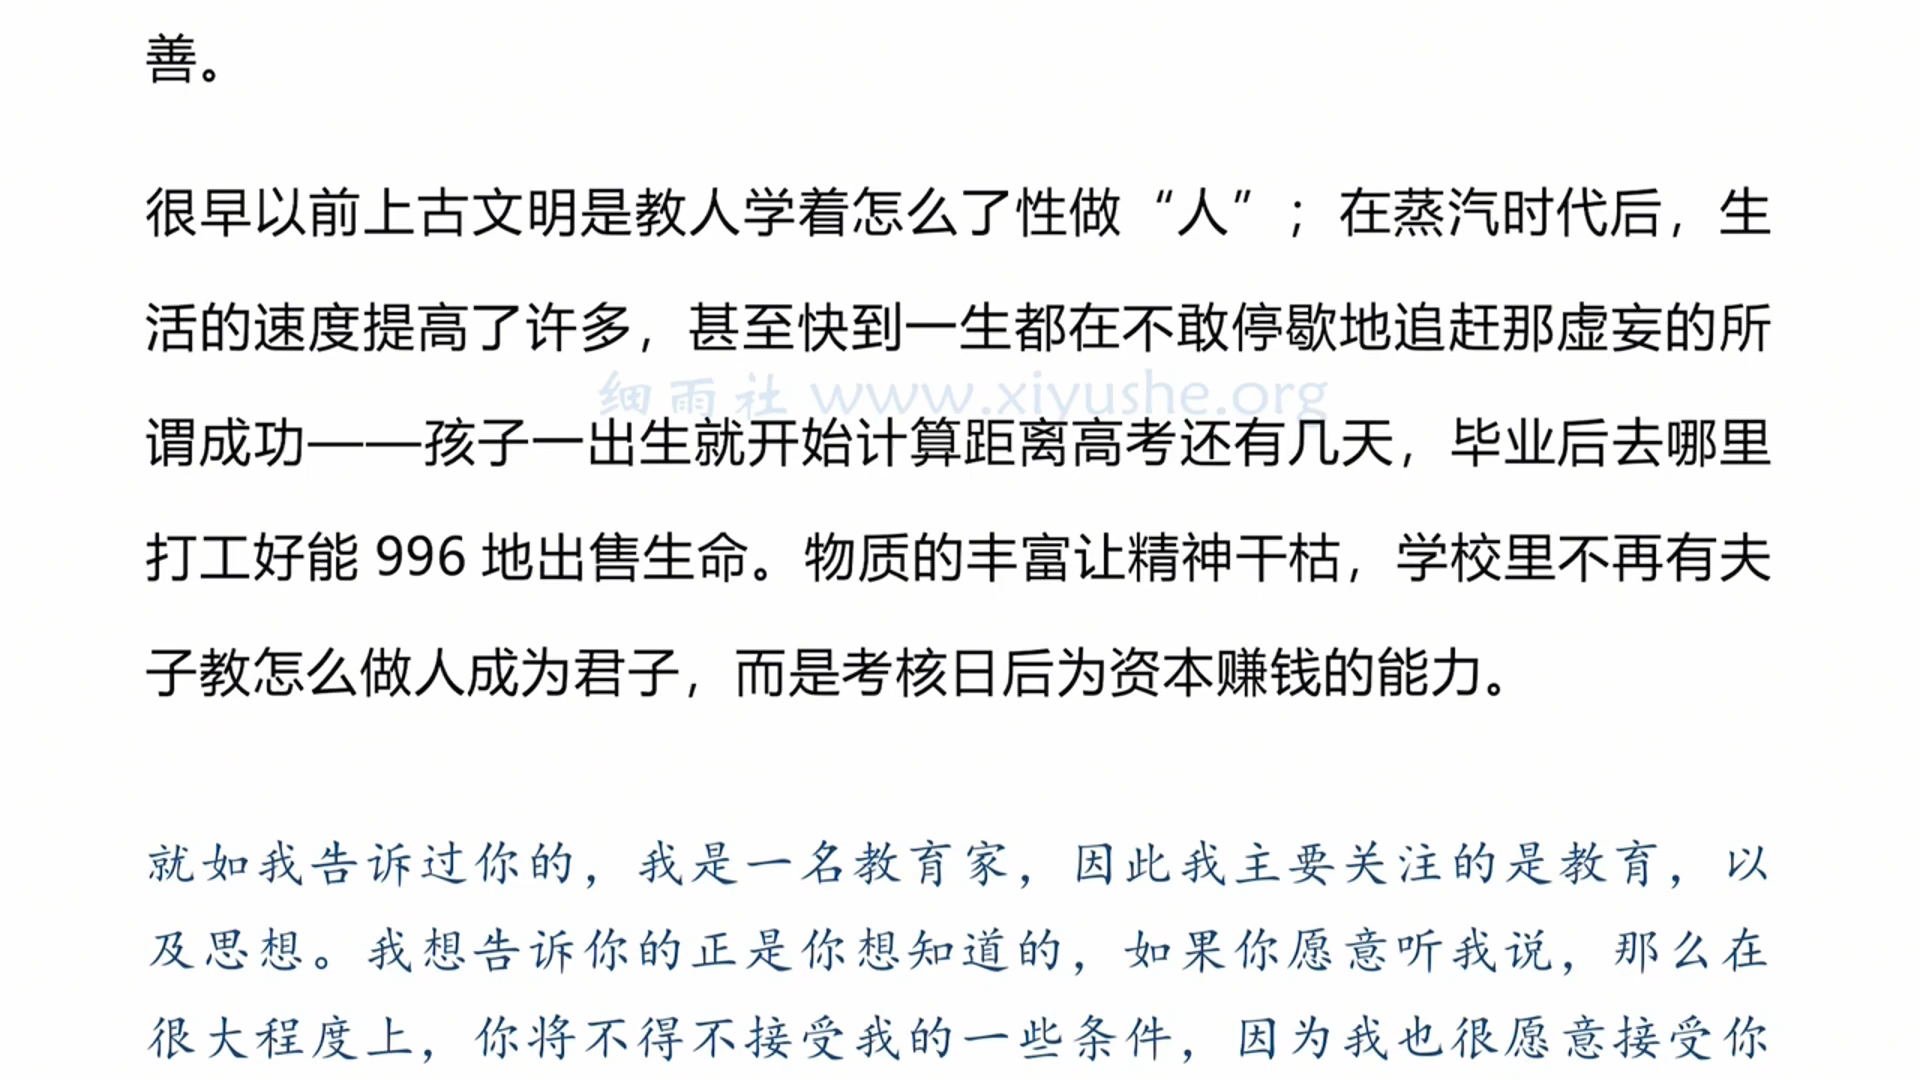 善。
很早以前上古文明是教人学着怎么了性做“人”；在蒸汽时代后，生
活的速度提高了许多，甚至快到一生都在不敢停歇地追赶那虚妄的所
细雨社 www.xiyushe.org
谓成功——孩子一出生就开始计算距离高考还有几天，毕业后去哪里
打工好能 996 地出售生命。物质的丰富让精神干枯，学校里不再有夫
子教怎么做人成为君子，而是考核日后为资本赚钱的能力。
就如我告诉过你的，我是一名教育家，因此我主要关注的是教育，以
及思想。我想告诉你的正是你想知道的，如果你愿意听我说，那么在
很大程度上，你将不得不接受我的一些条件，因为我也很愿意接受你